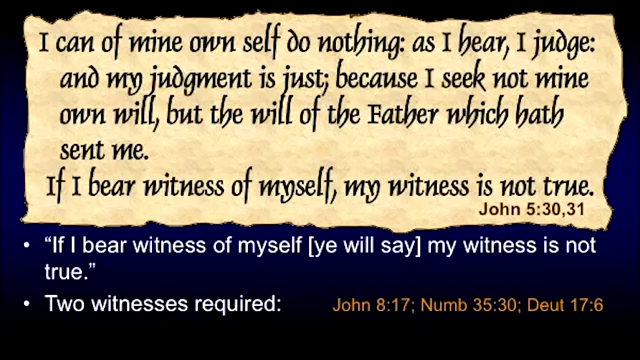 I can of mine own self do nothing: as I hear, I judge:
and my judgment is just; because I seek not mine
own will, but the will of the Father which hath
sent me.
If I bear witness of myself, my witness is not true.
John 5:30,31
• “If I bear witness of myself [ye will say] my witness is not
true.”
• Two witnesses required: John 8:17; Numb 35:30; Deut 17:6